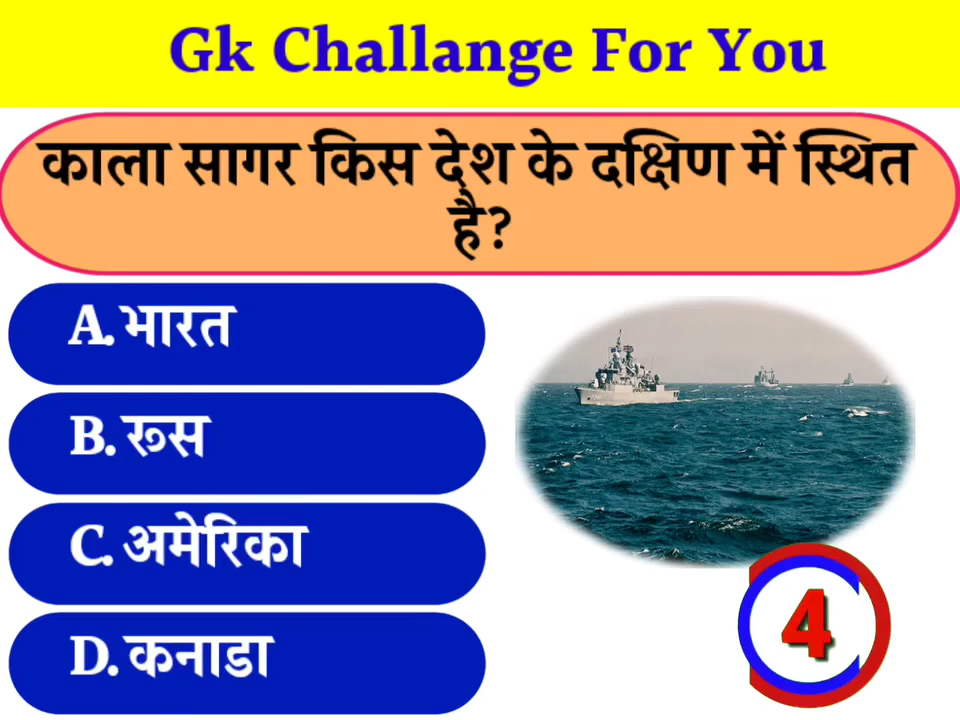 Gk Challange For You
काला सागर किस देश के दक्षिण में स्थित
है?
A. भारत
B. रूस
C. अमेरिका
D. कनाडा
4